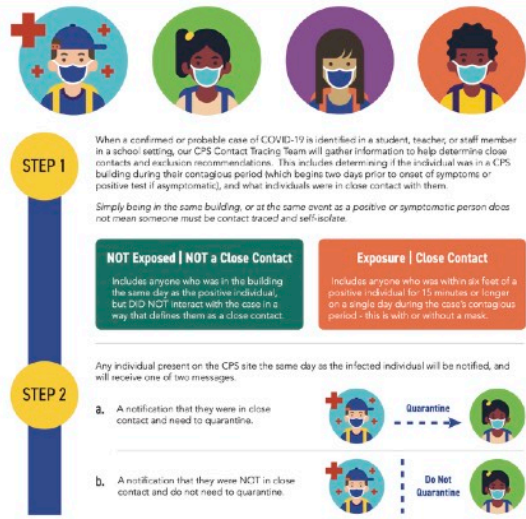 STEP 1
When a confirmed or probable case of COVID-19 is identified in a student, teacher, or staff member
in a school setting, our CPS Contact Tracing Team will gather information to help determine close
contacts and exclusion recommendations. This includes determining if the individual was in a CPS
building during their contagious period (which begins two days prior to onset of symptoms or
positive test if asymptomatic), and what individuals were in close contact with them.
Simply being in the same building, or at the same event as a positive or symptomatic person does
not mean someone must be contact traced and self-isolate.
NOT Exposed | NOT a Close Contact
Includes anyone who was in the building
the same day as the positive individual,
but DID NOT interact with the case in a
way that defines them as a close contact.
Exposure | Close Contact
Includes anyone who was within six feet of a
positive individual for 15 minutes or longer
on a single day during the case's contagious
period - this is with or without a mask.
STEP 2
Any individual present on the CPS site the same day as the infected individual will be notified, and
will receive one of two messages.
a. A notification that they were in close
contact and need to quarantine.
Quarantine
b. A notification that they were NOT in close
contact and do not need to quarantine.
Do Not
Quarantine